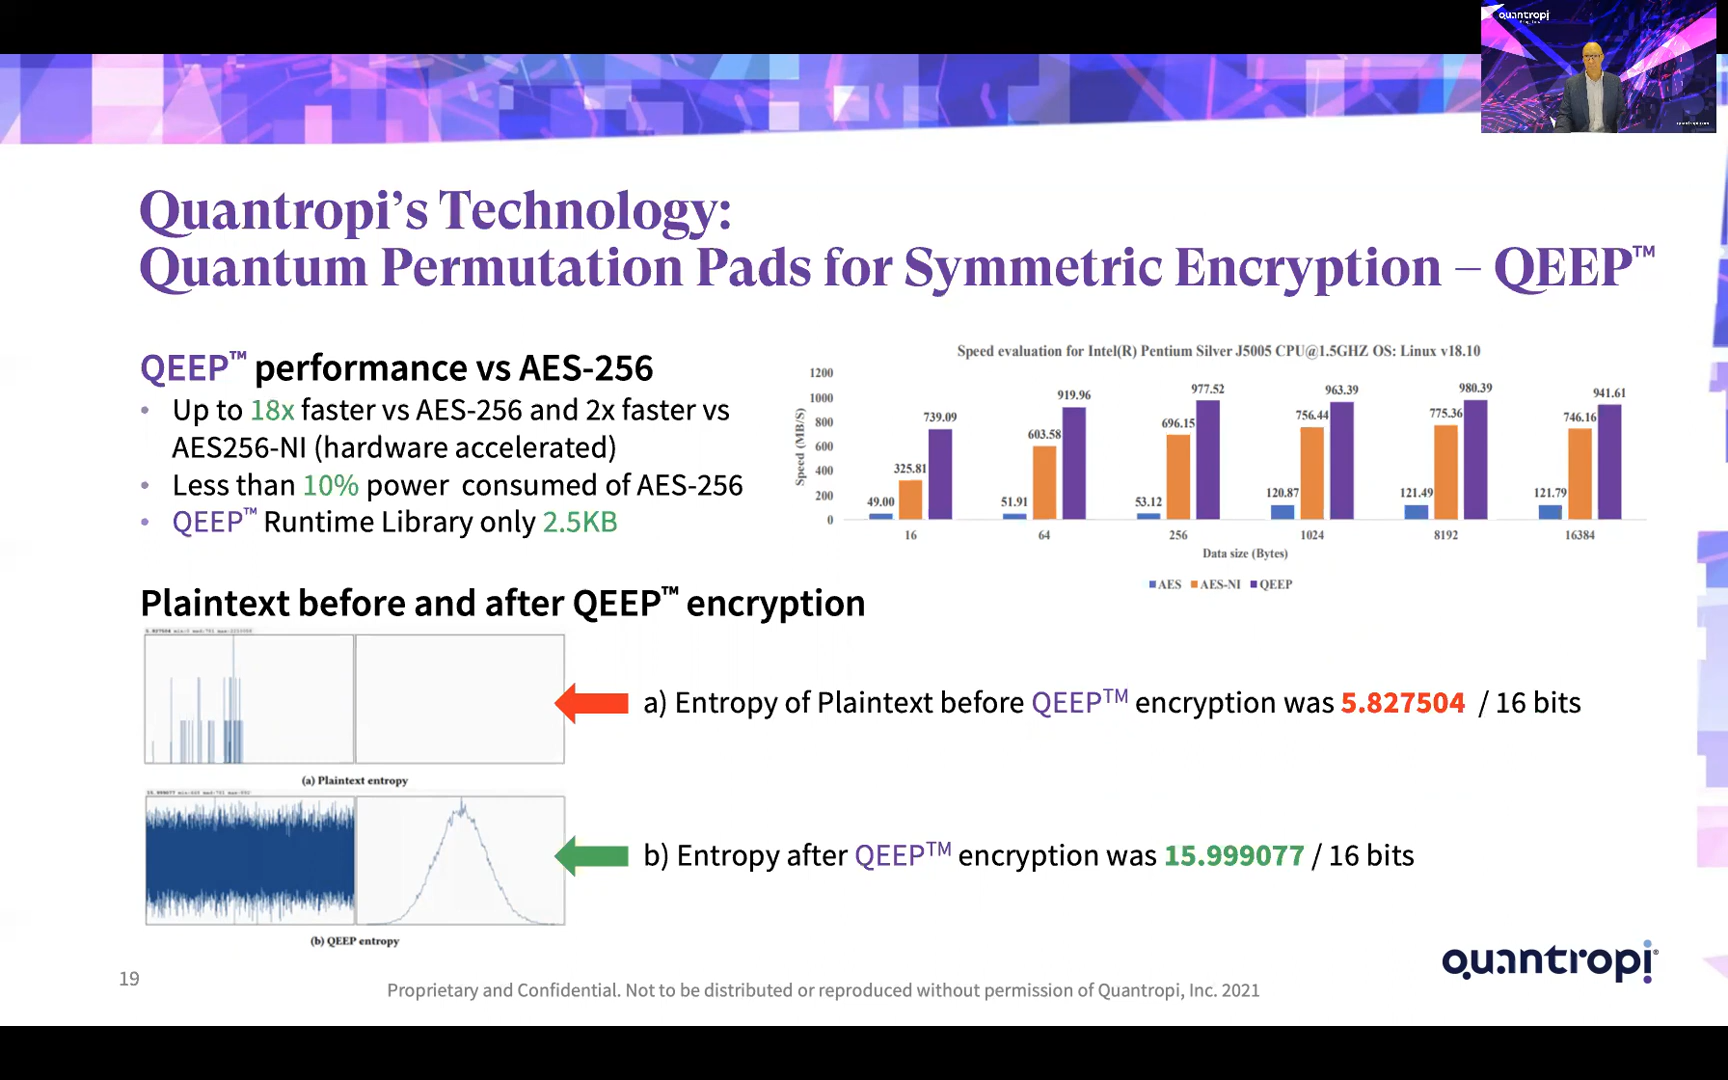 quantropi
Quantropi's Technology:
Quantum Permutation Pads for Symmetric Encryption – QEEP™
QEEP™ performance vs AES-256
• Up to 18x faster vs AES-256 and 2x faster vs
AES256-NI (hardware accelerated)
• Less than 10% power consumed of AES-256
• QEEP™ Runtime Library only 2.5KB
Speed evaluation for Intel(R) Pentium Silver J5005 CPU@1.5GHZ OS: Linux v18.10
Speed (MB/S)
1200
1000
800
600
400
200
0
49.00 325.81 739.09
51.91 603.58 919.96
53.12 696.15 977.52
120.87 756.44 963.39
121.49 775.36 980.39
121.79 746.16 941.61
16 64 256 1024 8192 16384
Data size (Bytes)
AES AES-NI QEEP
Plaintext before and after QEEP™ encryption
(a) Plaintext entropy
a) Entropy of Plaintext before QEEP™ encryption was 5.827504 / 16 bits
(b) QEEP entropy
b) Entropy after QEEP™ encryption was 15.999077 / 16 bits
quantropi®
19
Proprietary and Confidential. Not to be distributed or reproduced without permission of Quantropi, Inc. 2021